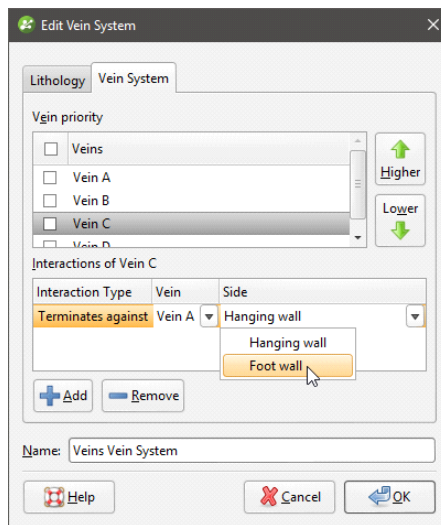 Edit Vein System
Lithology Vein System
Vein priority
Veins
Vein A
Vein B
Vein C
Vein D
Higher
Lower
Interactions of Vein C
Interaction Type Vein Side
Terminates against Vein A Hanging wall
Hanging wall
Foot wall
Add Remove
Name: Veins Vein System
Help Cancel OK